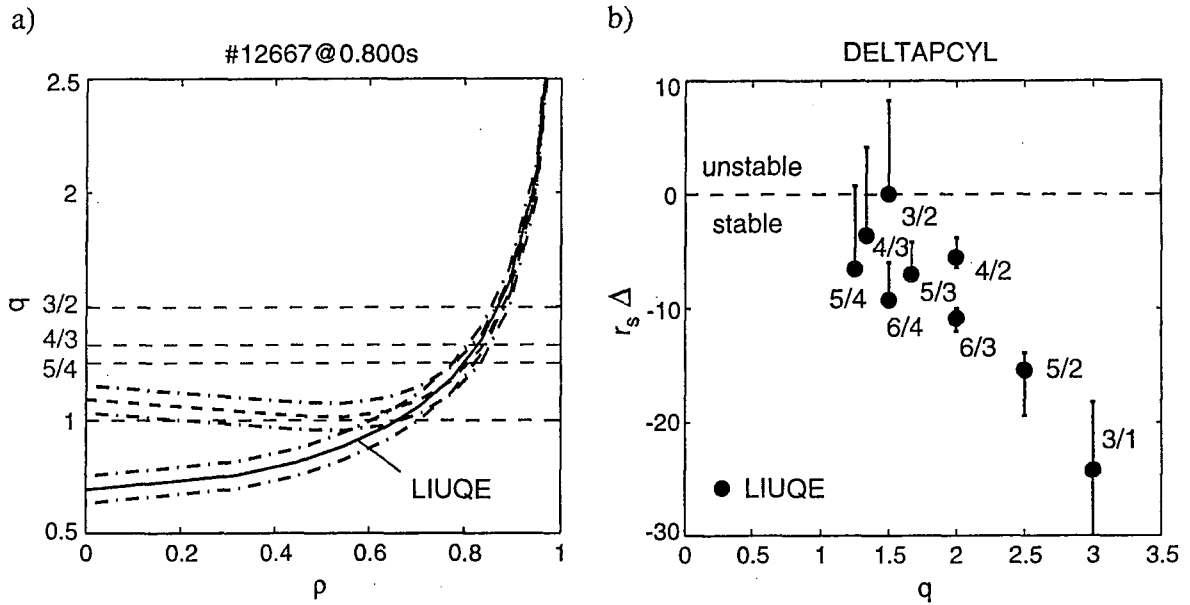 a)
#12667@0.800s
2.5
2
3/2
4/3
5/4
1
0.5
q
0
0.2
0.4
0.6
0.8
1
ρ
LIUQE
b)
DELTAPCYL
10
0
-10
-20
-30
r_s Δ
unstable
stable
3/2
4/3
5/4
6/4
5/3
4/2
6/3
5/2
3/1
LIUQE
0
0.5
1
1.5
2
2.5
3
3.5
q